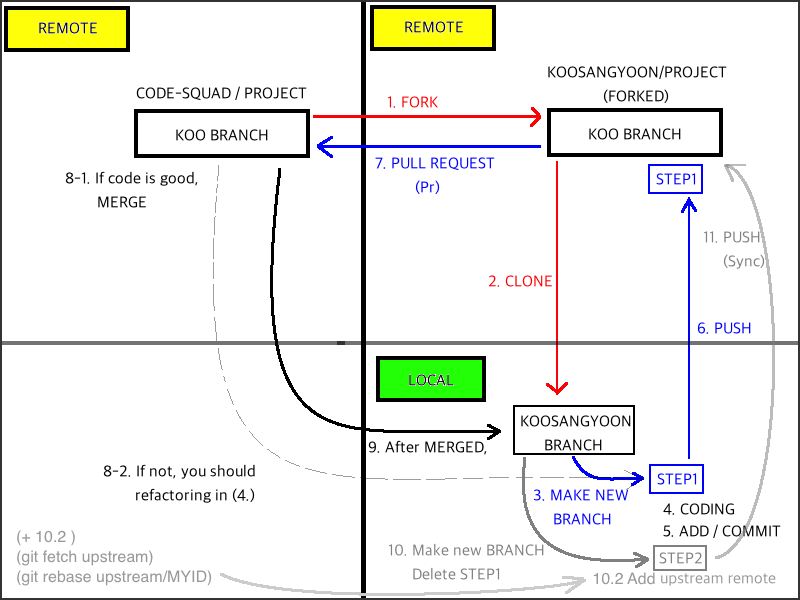 REMOTE
REMOTE
CODE-SQUAD / PROJECT
KOO BRANCH
1. FORK
7. PULL REQUEST
(Pr)
KOOSANGYOON/PROJECT
(FORKED)
KOO BRANCH
STEP1
8-1. If code is good,
MERGE
11. PUSH
(Sync)
2. CLONE
6. PUSH
LOCAL
KOOSANGYOON
BRANCH
9. After MERGED,
8-2. If not, you should
refactoring in (4.)
STEP1
3. MAKE NEW
BRANCH
4. CODING
5. ADD / COMMIT
10. Make new BRANCH
Delete STEP1
STEP2
10.2 Add upstream remote
(+ 10.2 )
(git fetch upstream)
(git rebase upstream/MYID)